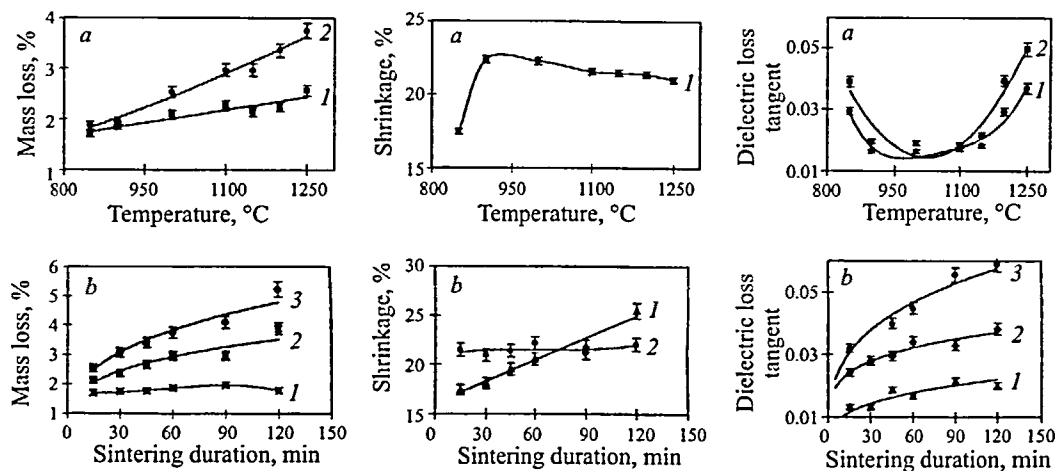 Mass loss, %
4
3
2
1
a
2
1
800 950 1100 1250
Temperature, °C
Shrinkage, %
25
20
15
a
1
800 950 1100 1250
Temperature, °C
Dielectric loss
tangent
0.05
0.03
0.01
a
2
1
800 950 1100 1250
Temperature, °C
Mass loss, %
6
5
4
3
2
1
b
3
2
1
0 30 60 90 120 150
Sintering duration, min
Shrinkage, %
30
25
20
15
b
1
2
0 30 60 90 120 150
Sintering duration, min
Dielectric loss
tangent
0.05
0.03
0.01
b
3
2
1
0 30 60 90 120 150
Sintering duration, min